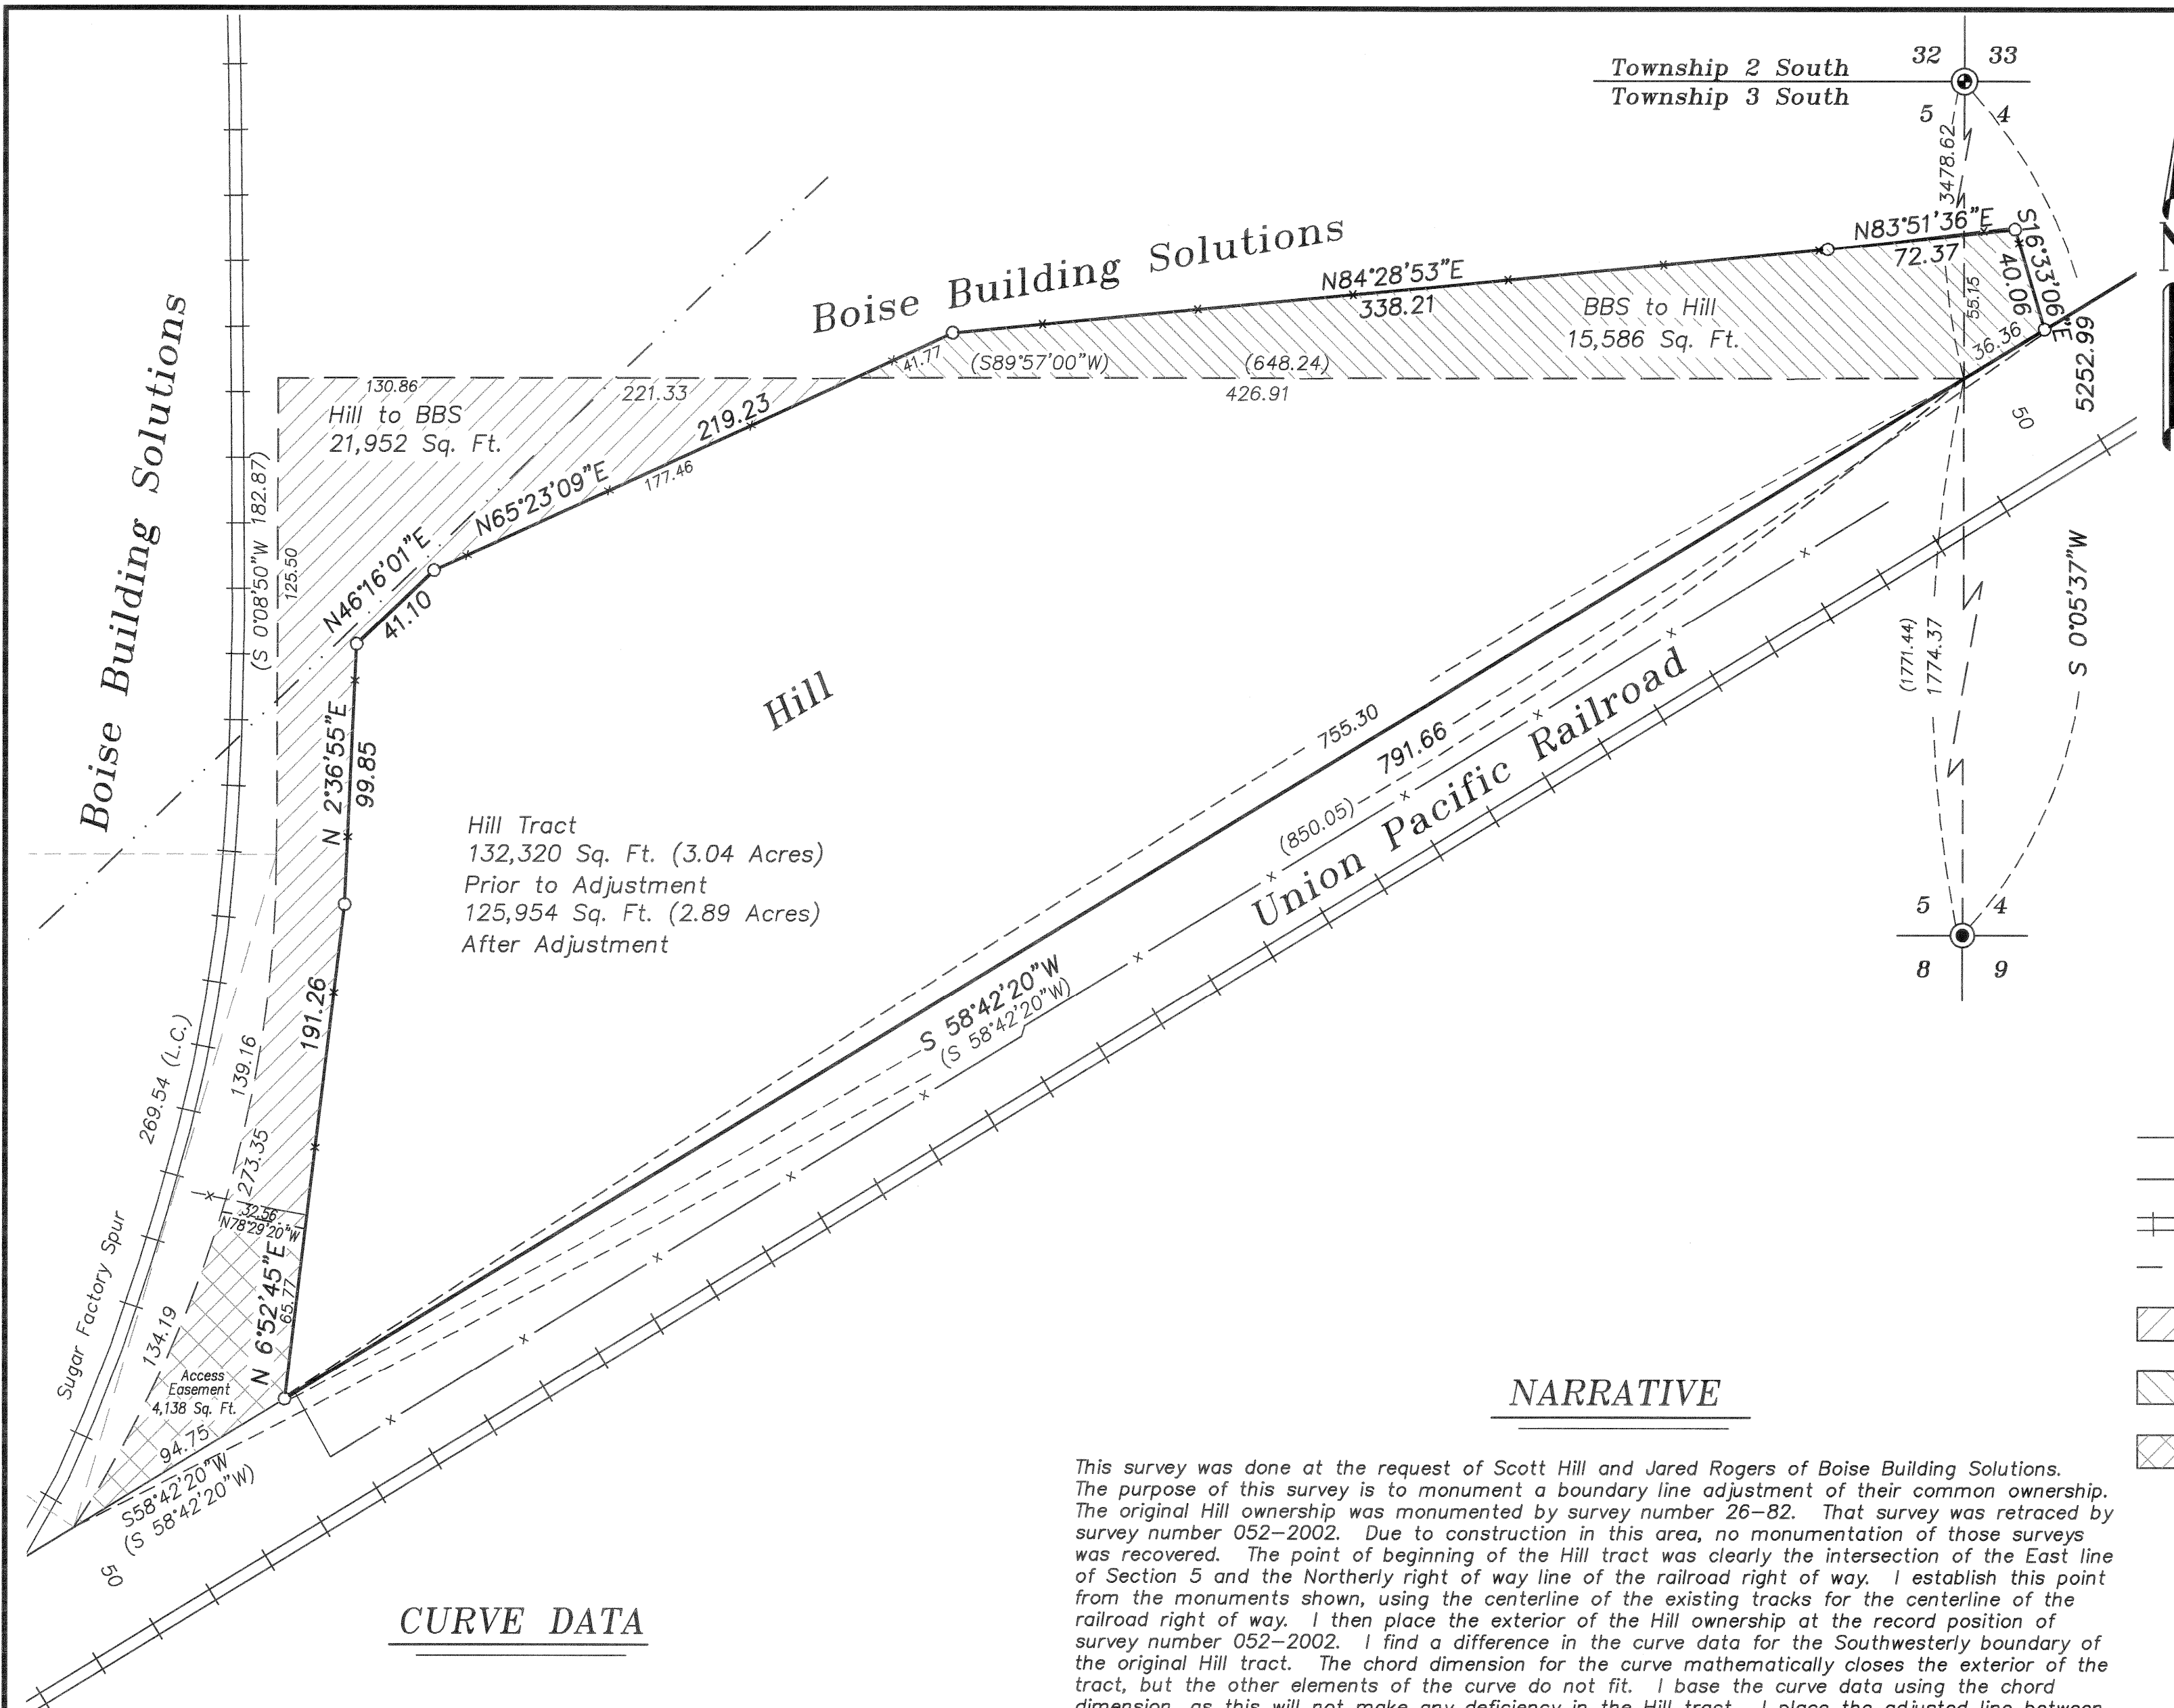 Township 2 South
Township 3 South
32 33
5 4
3478.62
N83°51'36"E
72.37
S16°33'06"E
40.06
55.15
36.36
5252.99
50
Boise Building Solutions
N84°28'53"E
338.21
BBS to Hill
15,586 Sq. Ft.
41.77
(S89°57'00"W)
(648.24)
426.91
130.86
221.33
Hill to BBS
21,952 Sq. Ft.
219.23
N65°23'09"E
177.46
Boise Building Solutions
(S 0°08'50"W 182.87)
125.50
N46°16'01"E
41.10
N 2°36'55"E
99.85
Hill
755.30
791.66
(850.05)
Union Pacific Railroad
(1771.44)
1774.37
S 0°05'37"W
5 4
8 9
Hill Tract
132,320 Sq. Ft. (3.04 Acres)
Prior to Adjustment
125,954 Sq. Ft. (2.89 Acres)
After Adjustment
191.26
S 58°42'20"W
(S 58°42'20"W)
269.54 (L.C.)
139.16
273.35
32.56
N78°29'20"W
N 6°52'45"E
65.77
Sugar Factory Spur
134.19
Access
Easement
4,138 Sq. Ft.
94.75
S58°42'20"W
(S 58°42'20"W)
50
CURVE DATA
NARRATIVE
This survey was done at the request of Scott Hill and Jared Rogers of Boise Building Solutions.
The purpose of this survey is to monument a boundary line adjustment of their common ownership.
The original Hill ownership was monumented by survey number 26–82.  That survey was retraced by
survey number 052–2002.  Due to construction in this area, no monumentation of those surveys
was recovered.  The point of beginning of the Hill tract was clearly the intersection of the East line
of Section 5 and the Northerly right of way line of the railroad right of way.  I establish this point
from the monuments shown, using the centerline of the existing tracks for the centerline of the
railroad right of way.  I then place the exterior of the Hill ownership at the record position of
survey number 052–2002.  I find a difference in the curve data for the Southwesterly boundary of
the original Hill tract.  The chord dimension for the curve mathematically closes the exterior of the
tract, but the other elements of the curve do not fit.  I base the curve data using the chord
dimension, as this will not make any deficiency in the Hill tract.  I place the adjusted line between